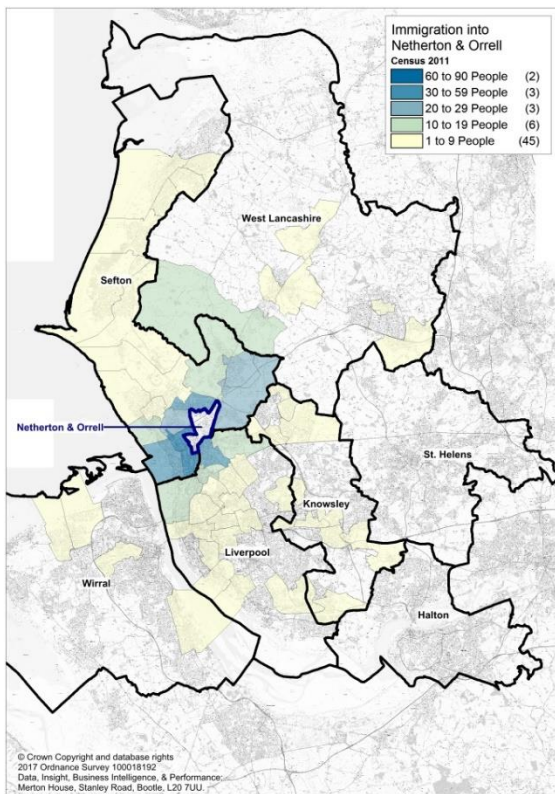 Immigration into
Netherton & Orrell
Census 2011
60 to 90 People (2)
30 to 59 People (3)
20 to 29 People (3)
10 to 19 People (6)
1 to 9 People (45)
West Lancashire
Sefton
Netherton & Orrell
St. Helens
Knowsley
Liverpool
Wirral
Halton
© Crown Copyright and database rights
2017 Ordnance Survey 100018192
Data, Insight, Business Intelligence, & Performance:
Merton House, Stanley Road, Bootle, L20 7UU.